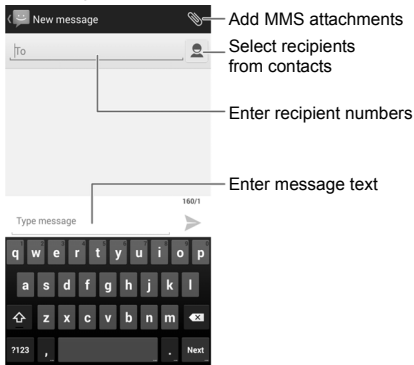 New message
Add MMS attachments
To
Select recipients
from contacts
Enter recipient numbers
Enter message text
160/1
Type message
q w e r t y u i o p
a s d f g h j k l
z x c v b n m
?123 , . Next